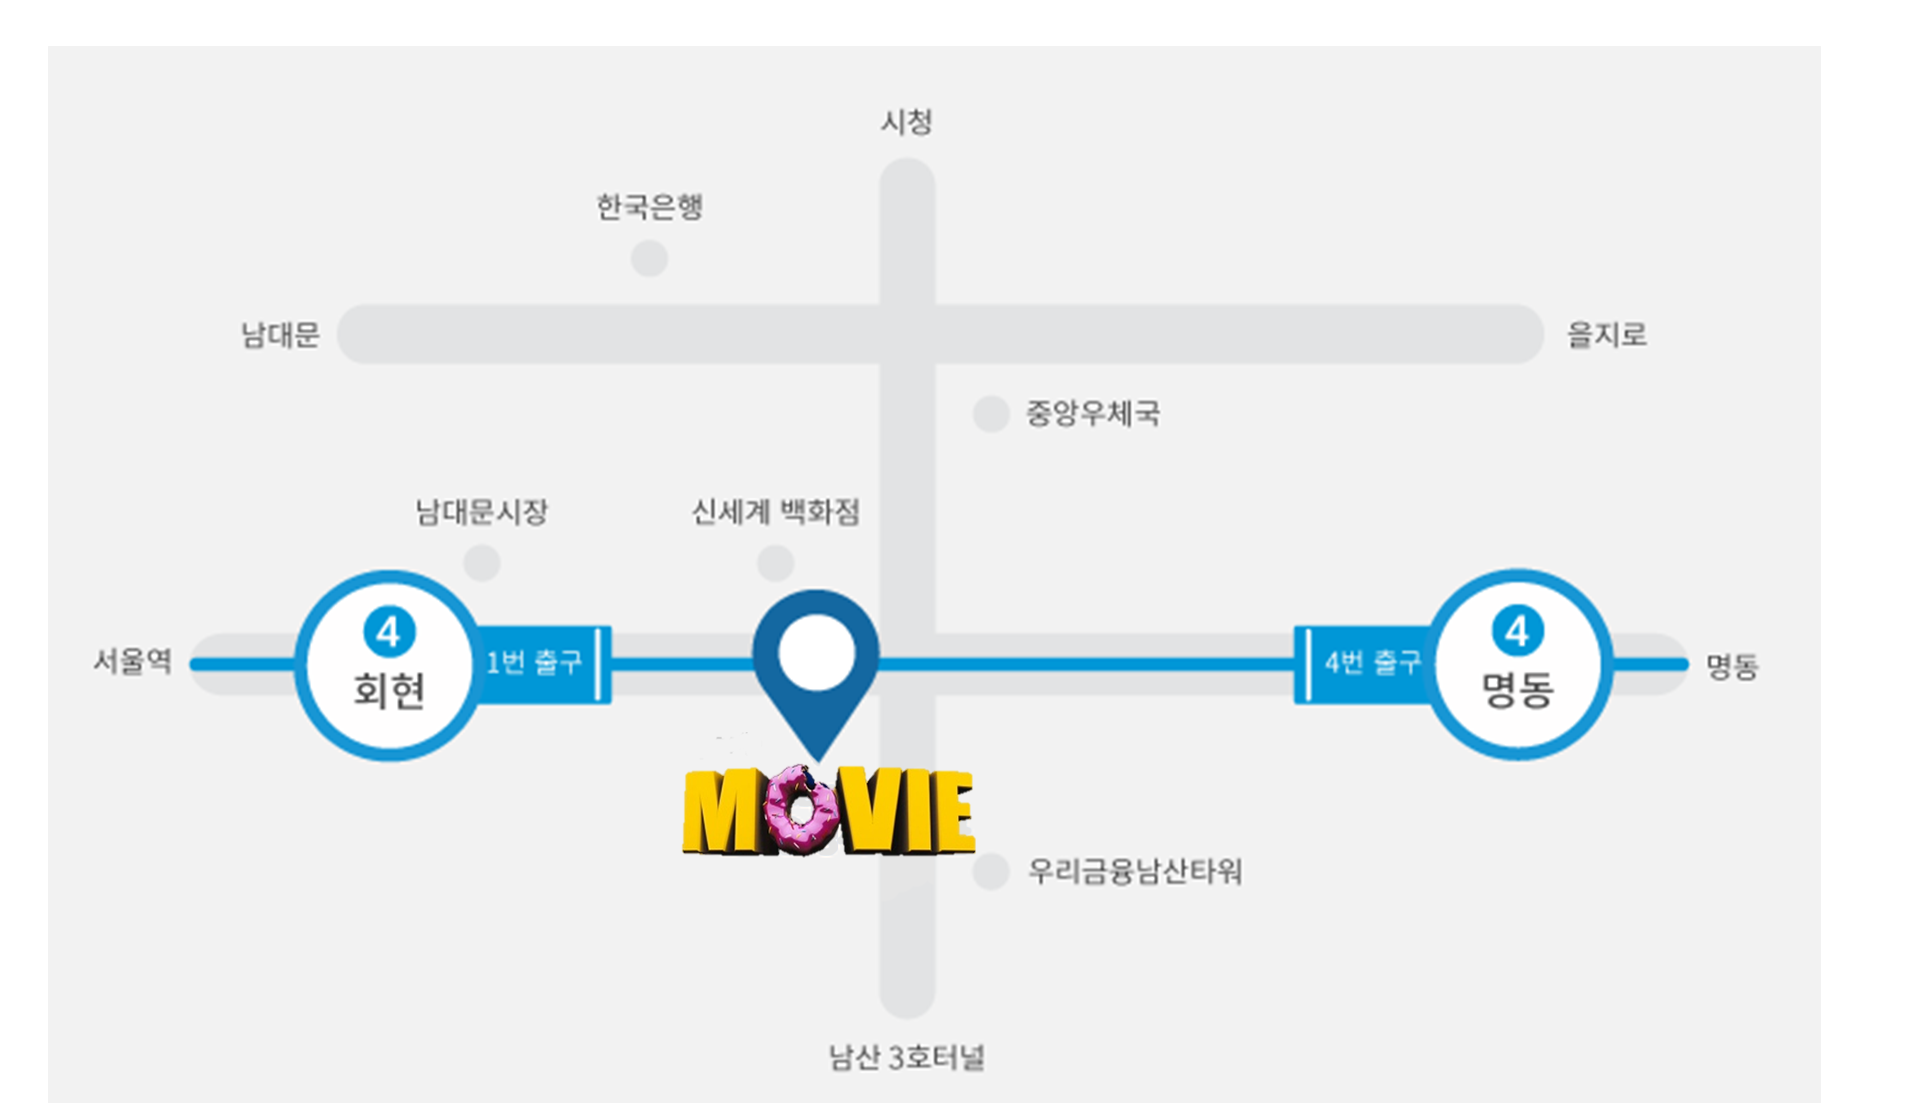 시청
한국은행
남대문
을지로
중앙우체국
남대문시장
신세계 백화점
서울역
4
회현
1번 출구
4번 출구
4
명동
명동
MOVIE
우리금융남산타워
남산 3호터널